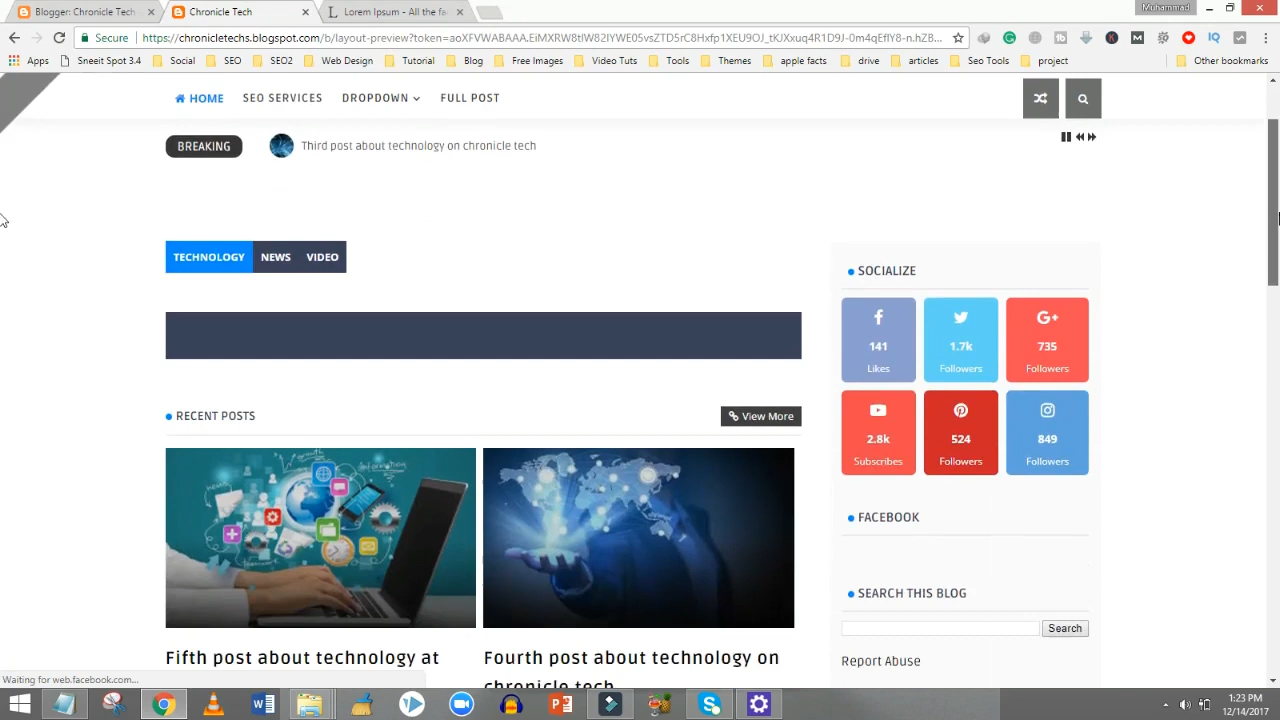 Blogger: Chronicle Tech
Chronicle Tech
Lorem Ipsum - All the fa
Muhammed
Secure
https://chronicletechs.blogspot.com/b/layout-preview?token=
Apps
Sneeit Spot 3.4
Social
SEO
SEO2
Web Design
Tutorial
Blog
Free Images
Video Tuts
Tools
Themes
apple facts
drive
articles
Seo Tools
project
Other bookmarks
HOME
SEO SERVICES
DROPDOWN
FULL POST
BREAKING
Third post about technology on chronicle tech
TECHNOLOGY
NEWS
VIDEO
SOCIALIZE
141
Likes
1.7k
Followers
G+
735
Followers
2.8k
Subscribes
524
Followers
849
Followers
RECENT POSTS
View More
FACEBOOK
SEARCH THIS BLOG
Search
Report Abuse
Fifth post about technology at
Fourth post about technology on
chronicle tech
Waiting for web.facebook.com...
1:23 PM
12/14/2017